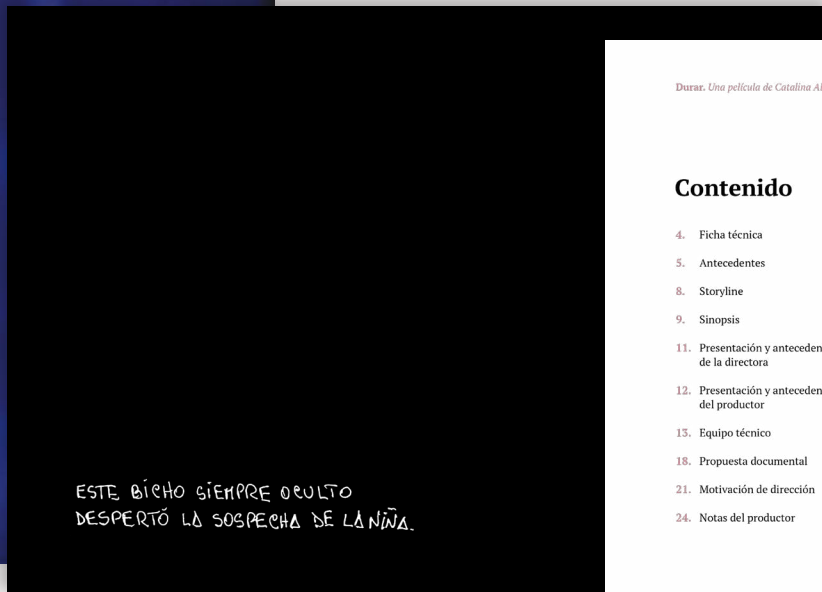 ESTE BICHO SIEMPRE OCULTO
DESPERTÓ LA SOSPECHA DE LA NIÑA.
Durar. Una película de Catalina
Contenido
4. Ficha técnica
5. Antecedentes
8. Storyline
9. Sinopsis
11. Presentación y
de la directora
12. Presentación y
del productor
13. Equipo técnico
18. Propuesta documental
21. Motivación de dirección
24. Notas del productor